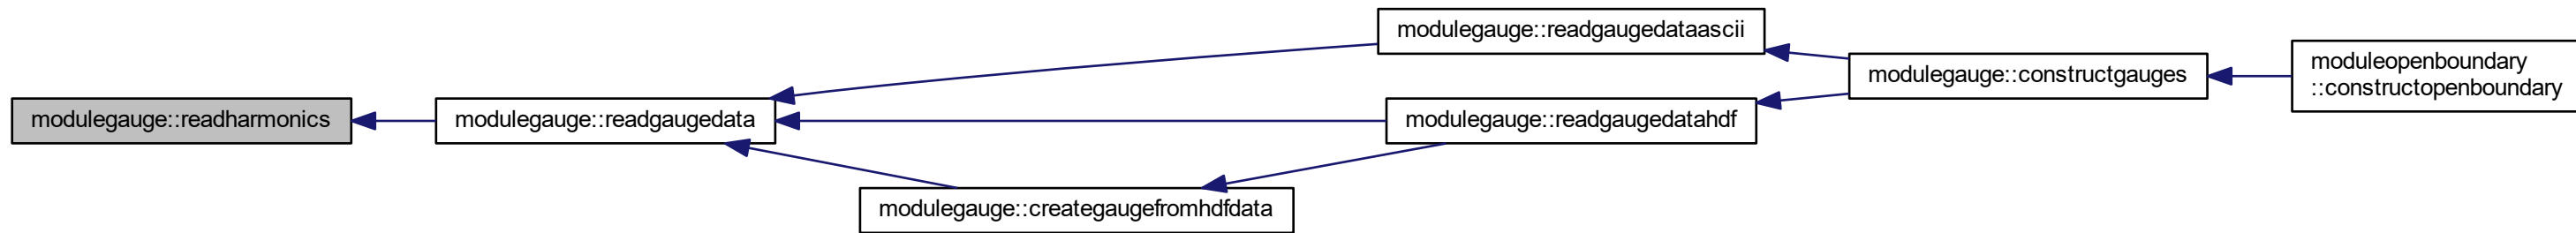 modulegauge::readharmonics
modulegauge::readgaugedata
modulegauge::readgaugedataascii
modulegauge::readgaugedatahdf
modulegauge::creategaugefromhdfdata
modulegauge::constructgauges
moduleopenboundary
::constructopenboundary